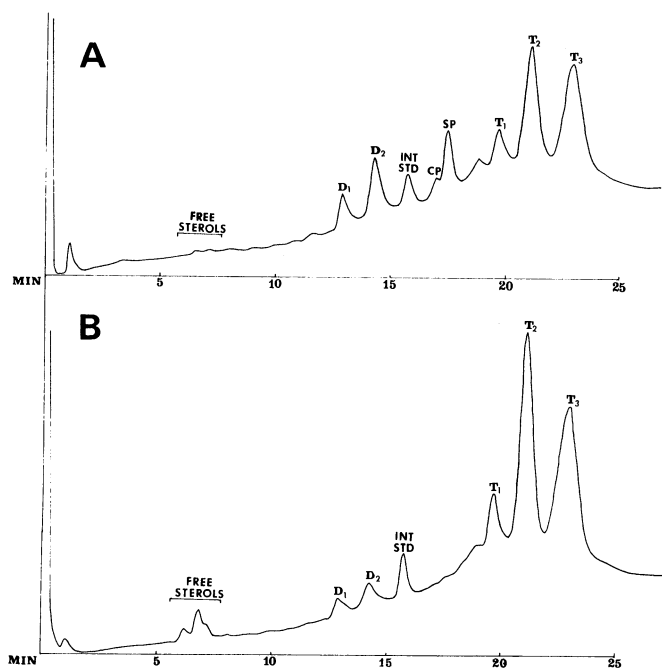 A
T₂
T₃
SP
T₁
D₂
INT
STD
CP
D₁
FREE
STEROLS
MIN 5 10 15 20 25
B
T₂
T₃
T₁
INT
STD
FREE
STEROLS
D₁ D₂
MIN 5 10 15 20 25